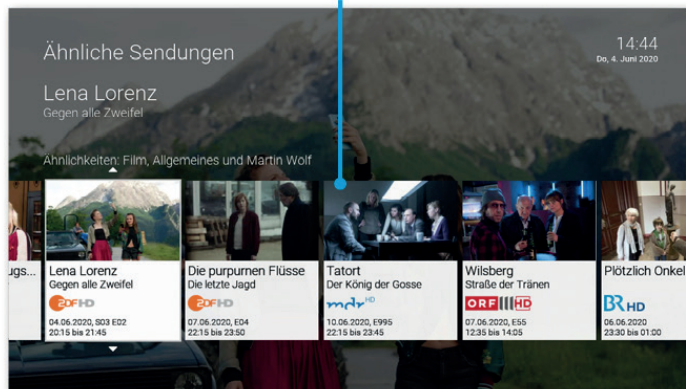 Ähnliche Sendungen
14:44
Do, 4. Juni 2020
Lena Lorenz
Gegen alle Zweifel
Ähnlichkeiten: Film, Allgemeines und Martin Wolf
ugs...
Lena Lorenz
Gegen alle Zweifel
ZDF HD
04.06.2020, S03 E02
20:15 bis 21:45
Die purpurnen Flüsse
Die letzte Jagd
ZDF HD
07.06.2020, E04
22:15 bis 23:50
Tatort
Der König der Gosse
mdr HD
10.06.2020, E995
22:15 bis 23:45
Wilsberg
Straße der Tränen
ORF HD
07.06.2020, E55
12:35 bis 14:05
Plötzlich Onkel
BR HD
06.06.2020
23:30 bis 01:00